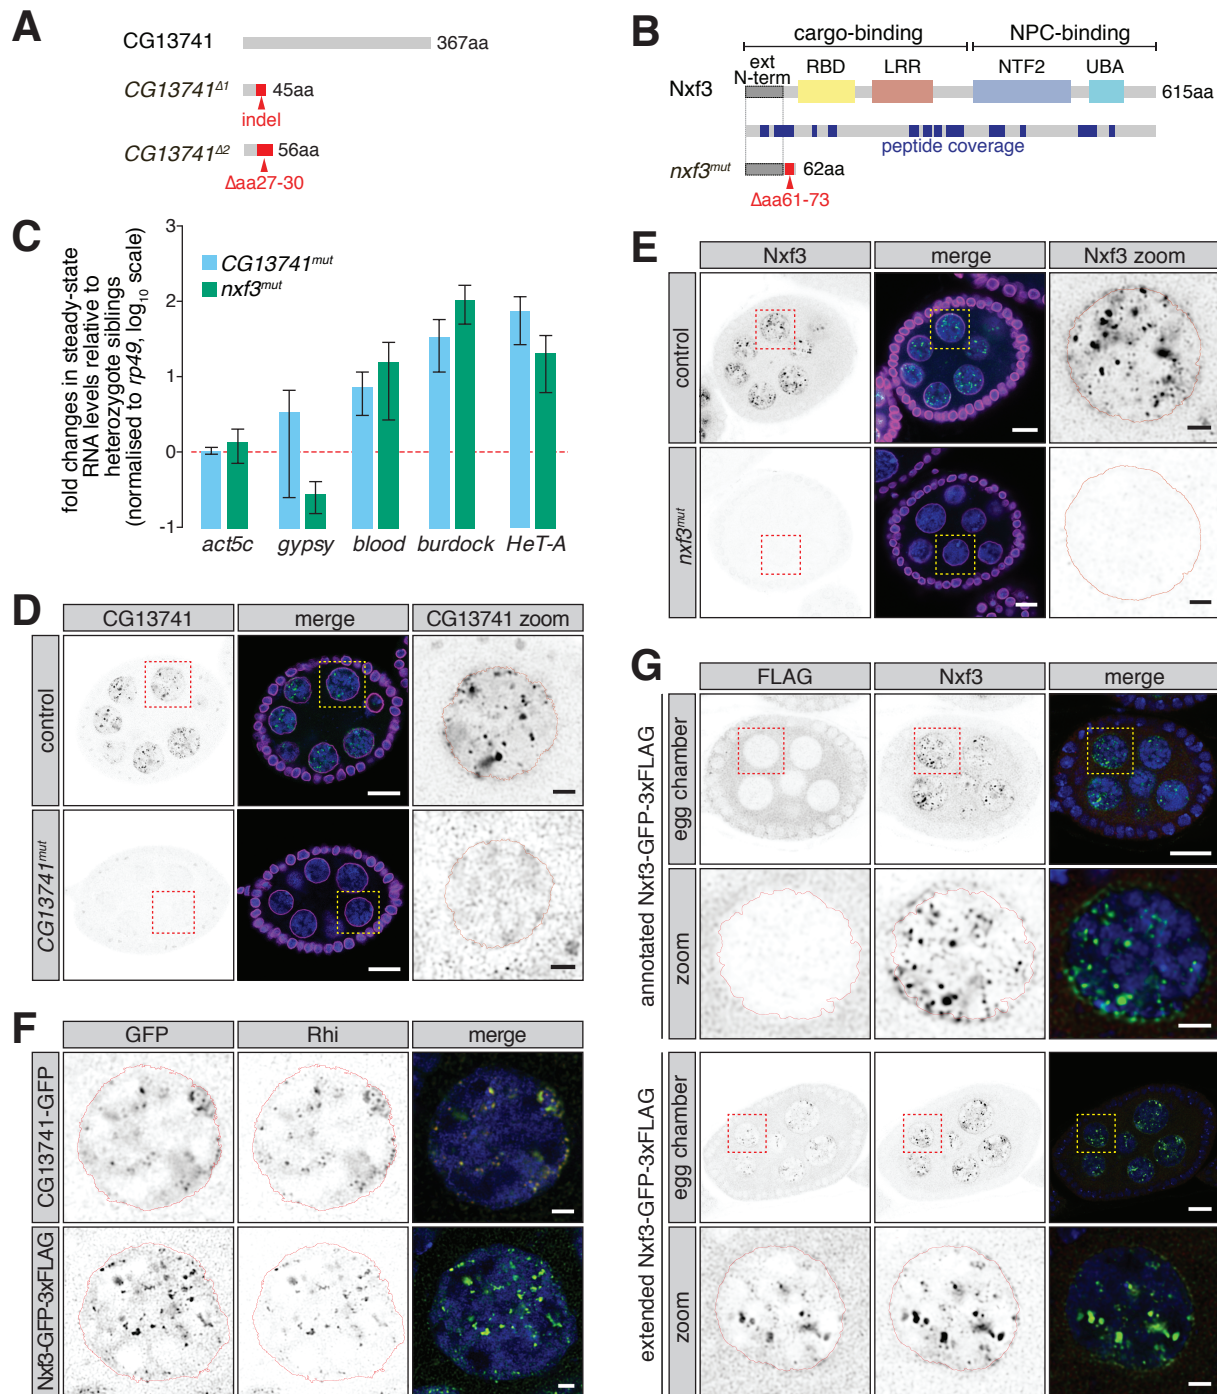 A
CG13741
367aa
CG13741Δ1
45aa
indel
CG13741Δ2
56aa
Δaa27-30
B
cargo-binding
NPC-binding
ext
N-term
RBD
LRR
NTF2
UBA
Nxf3
615aa
peptide coverage
nxf3mut
62aa
Δaa61-73
C
fold changes in steady-state
RNA levels relative to
heterozygote siblings
(normalised to rp49, log10 scale)
3
2
1
0
-1
CG13741mut
nxf3mut
act5c
gypsy
blood
burdock
HeT-A
D
CG13741
merge
CG13741 zoom
control
CG13741mut
E
Nxf3
merge
Nxf3 zoom
control
nxf3mut
F
GFP
Rhi
merge
CG13741-GFP
Nxf3-GFP-3xFLAG
G
FLAG
Nxf3
merge
annotated Nxf3-GFP-3xFLAG
egg chamber
zoom
extended Nxf3-GFP-3xFLAG
egg chamber
zoom